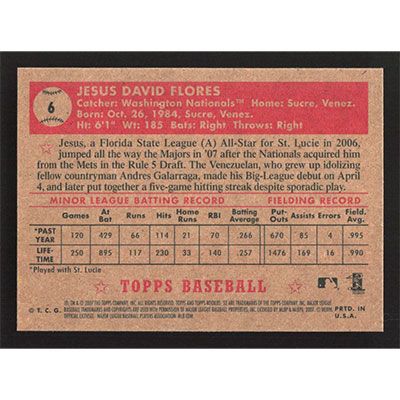 6
JESUS DAVID FLORES
Catcher: Washington Nationals™ Home: Sucre, Venez.
Born: Oct. 26, 1984, Sucre, Venez.
Ht: 6'1" Wt: 185 Bats: Right Throws: Right
Jesus, a Florida State League (A) All-Star for St. Lucie in 2006,
jumped all the way the Majors in '07 after the Nationals acquired him
from the Mets in the Rule 5 Draft. The Venezuelan, who grew up idolizing
fellow countryman Andres Galarraga, made his Big-League debut on April
4, and later put together a five-game hitting streak despite sporadic play.
MINOR LEAGUE BATTING RECORD FIELDING RECORD
Games At Bat Runs Hits Home Runs RBI Batting Average Put-Outs Assists Errors Field. Avg.
*PAST YEAR 120 429 66 114 21 70 .266 527 85 4 .995
LIFE-TIME 250 895 117 230 33 140 .257 1476 169 16 .990
*Played with St. Lucie
TOPPS BASEBALL
© T. C. G.
PRTD. IN U.S.A.